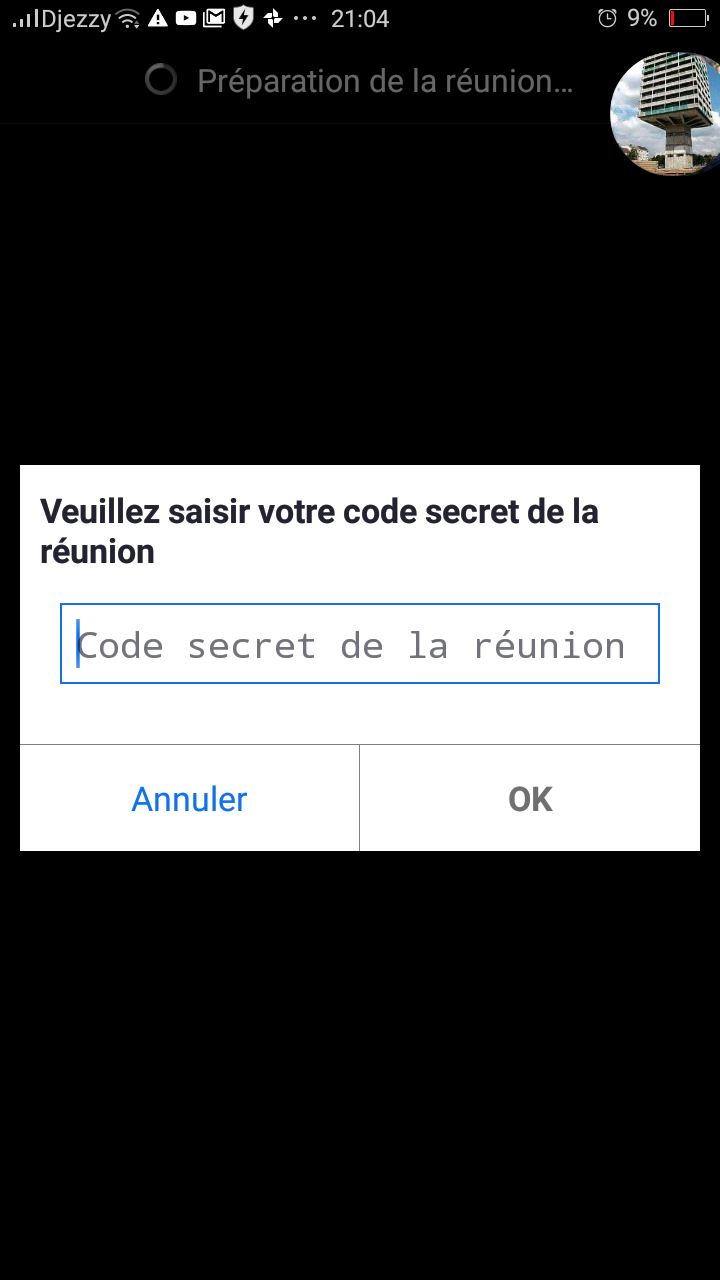 Djezzy ... 21:04 9%
Préparation de la réunion...
Veuillez saisir votre code secret de la
réunion
Code secret de la réunion
Annuler OK